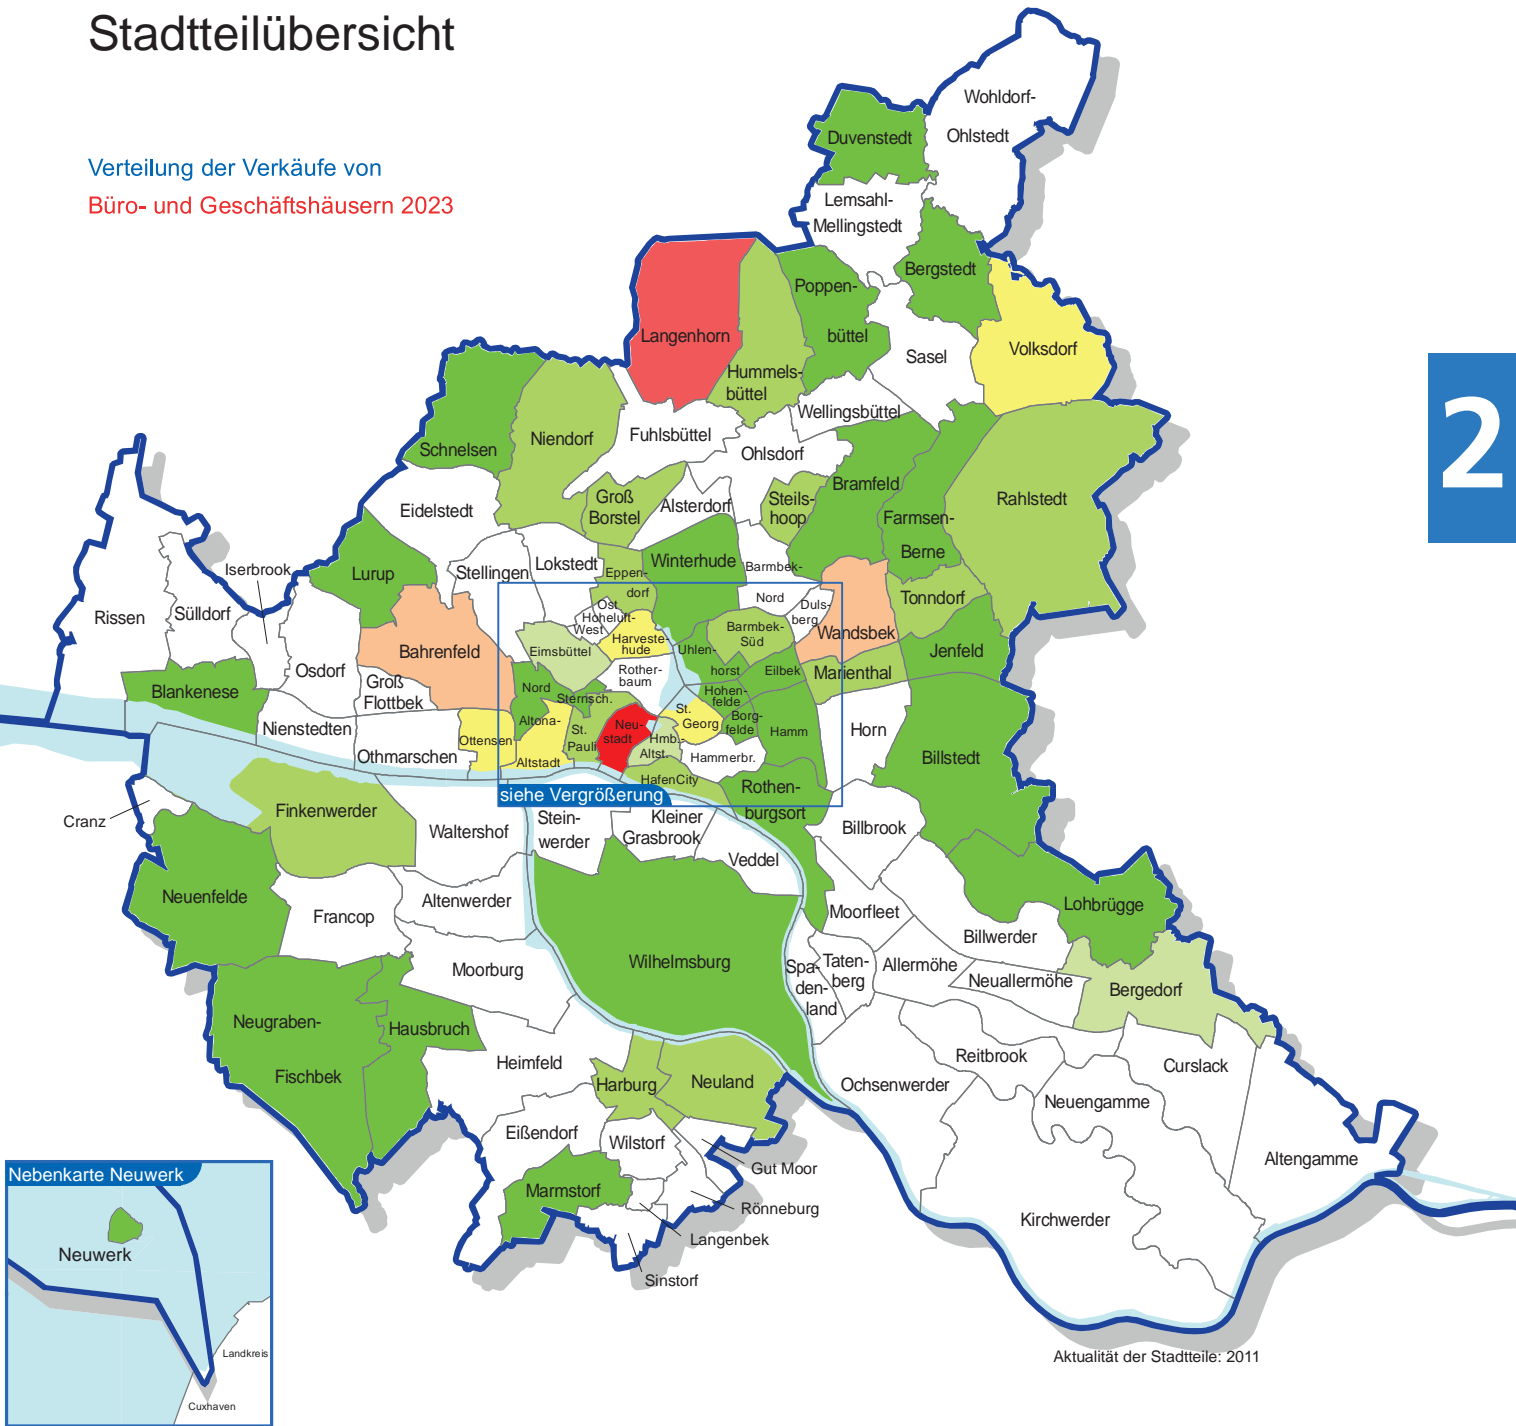 Stadtteilübersicht
Verteilung der Verkäufe von
Büro- und Geschäftshäusern 2023
2
Wohldorf-
Ohlstedt
Duvenstedt
Lemsahl-
Mellingstedt
Bergstedt
Poppen-
büttel
Langenhorn
Volksdorf
Sasel
Hummels-
büttel
Wellingsbüttel
Schnelsen
Niendorf
Fuhlsbüttel
Ohlsdorf
Bramfeld
Rahlstedt
Eidelstedt
Groß
Borstel
Alsterdorf
Steils-
hoop
Farmsen-
Berne
Iserbrook
Lurup
Stellingen
Lokstedt
Eppen-
dorf
Winterhude
Barmbek-
Nord
Duls-
berg
Tonndorf
Rissen
Sülldorf
Ost
Hoheluft-
West
Harveste-
hude
Barmbek-
Süd
Wandsbek
Osdorf
Bahrenfeld
Eimsbüttel
Uhlen-
horst
Eilbek
Marienthal
Jenfeld
Blankenese
Groß
Flottbek
Rother-
baum
Nord
Sternsch.
Hohen-
felde
Nienstedten
Othmarschen
Ottensen
Altona-
Altstadt
St.
Pauli
Neu-
stadt
St.
Georg
Borg-
felde
Hamm
Horn
Hmb.-
Altst.
Hammerbr.
Billstedt
HafenCity
Rothen-
burgsort
siehe Vergrößerung
Cranz
Finkenwerder
Waltershof
Stein-
werder
Kleiner
Grasbrook
Veddel
Billbrook
Neuenfelde
Francop
Altenwerder
Moorfleet
Lohbrügge
Billwerder
Moorburg
Wilhelmsburg
Spa-
den-
land
Taten-
berg
Allermöhe
Neuallermöhe
Bergedorf
Neugraben-
Fischbek
Hausbruch
Heimfeld
Harburg
Neuland
Ochsenwerder
Reitbrook
Curslack
Neuengamme
Eißendorf
Wilstorf
Gut Moor
Altengamme
Marmstorf
Rönneburg
Langenbek
Sinstorf
Kirchwerder
Nebenkarte Neuwerk
Neuwerk
Landkreis
Cuxhaven
Aktualität der Stadtteile: 2011